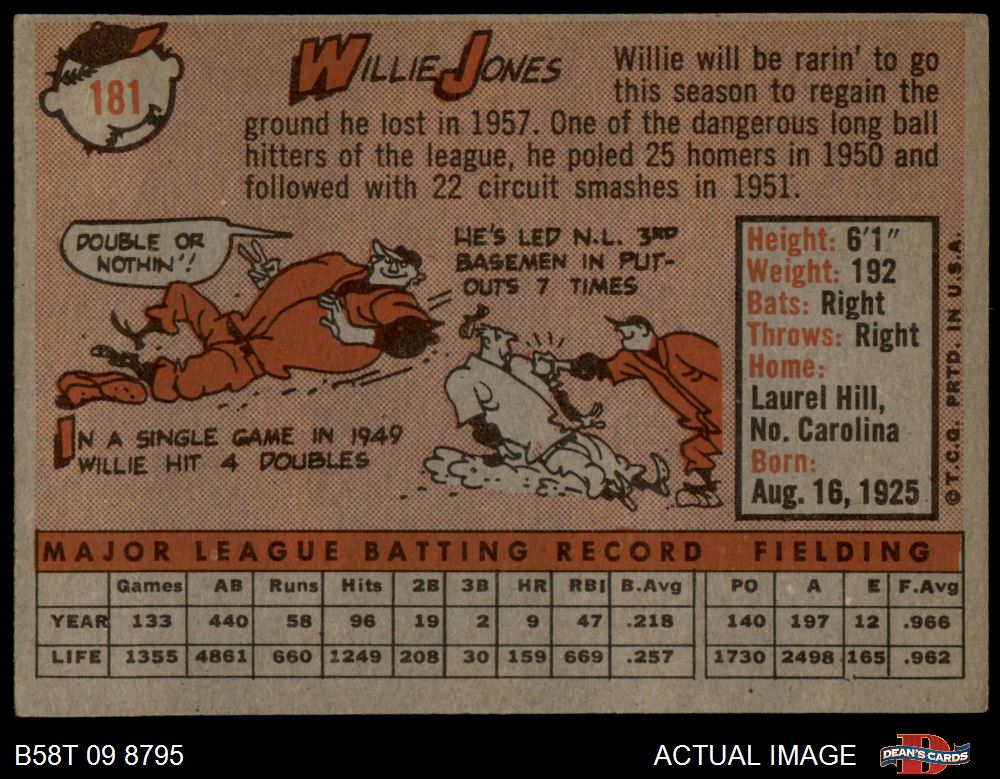 181
WILLIE JONES
Willie will be rarin' to go
this season to regain the
ground he lost in 1957. One of the dangerous long ball
hitters of the league, he poled 25 homers in 1950 and
followed with 22 circuit smashes in 1951.
DOUBLE OR
NOTHIN'!
IN A SINGLE GAME IN 1949
WILLIE HIT 4 DOUBLES
HE'S LED N.L. 3RD
BASEMEN IN PUT-
OUTS 7 TIMES
Height: 6'1"
Weight: 192
Bats: Right
Throws: Right
Home:
Laurel Hill,
No. Carolina
Born:
Aug. 16, 1925
© T.C.G. PRTD. IN U.S.A.
MAJOR LEAGUE BATTING RECORD FIELDING
Games AB Runs Hits 2B 3B HR RBI B.Avg PO A E F.Avg
YEAR 133 440 58 96 19 2 9 47 .218 140 197 12 .966
LIFE 1355 4861 660 1249 208 30 159 669 .257 1730 2498 165 .962
B58T 09 8795
ACTUAL IMAGE
D
DEAN'S CARDS